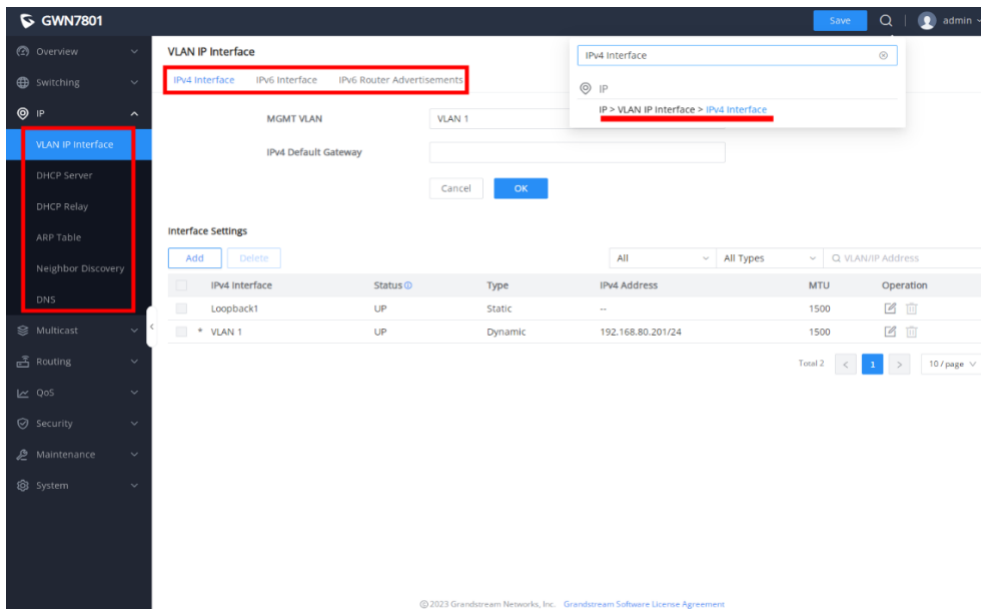 GWN7801
Save
admin
Overview
Switching
IP
VLAN IP Interface
DHCP Server
DHCP Relay
ARP Table
Neighbor Discovery
DNS
Multicast
Routing
QoS
Security
Maintenance
System
VLAN IP Interface
IPv4 Interface IPv6 Interface IPv6 Router Advertisements
IPv4 Interface
IP
IP > VLAN IP Interface > IPv4 Interface
MGMT VLAN VLAN 1
IPv4 Default Gateway
Cancel OK
Interface Settings
Add Delete All All Types VLAN/IP Address
IPv4 Interface Status Type IPv4 Address MTU Operation
Loopback1 UP Static -- 1500
* VLAN 1 UP Dynamic 192.168.80.201/24 1500
Total 2 < 1 > 10 / page
© 2023 Grandstream Networks, Inc. Grandstream Software License Agreement